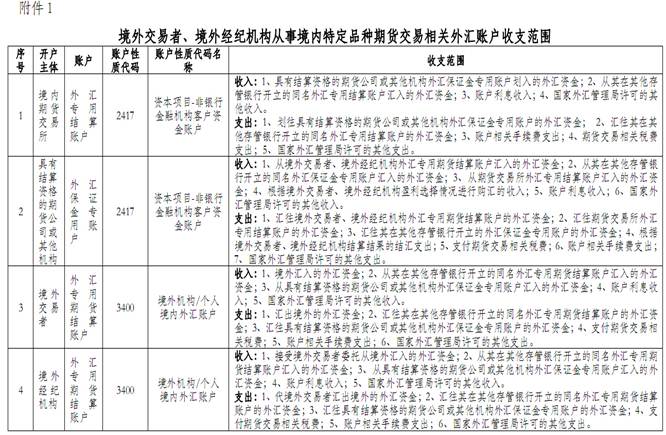 附件1
境外交易者、境外经纪机构从事境内特定品种期货交易相关外汇账户收支范围
序号
开户主体
账户
账户性质代码
账户性质代码名称
收支范围
1
境内期货交易所
外汇专用结算账户
2417
资本项目-非银行金融机构客户资金账户
收入：1、具有结算资格的期货公司或其他机构外汇保证金专用账户划入的外汇资金；2、从其在其他存
管银行开立的同名外汇专用结算账户汇入的外汇资金；3、账户利息收入；4、国家外汇管理局许可的其
他收入。
支出：1、划往具有结算资格的期货公司或其他机构外汇保证金专用账户的外汇资金； 2、汇往其在其
他存管银行开立的同名外汇专用结算账户的外汇资金；3、账户相关手续费支出；4、期货交易相关税费
支出；5、国家外汇管理局许可的其他支出。
2
具有结算资格的期货公司或其他机构
外汇保证金专用账户
2417
资本项目-非银行金融机构客户资金账户
收入：1、从境外交易者、境外经纪机构外汇专用期货结算账户汇入的外汇资金；2、从其在其他存管银
行开立的同名外汇保证金专用账户汇入的外汇资金；3、从期货交易所外汇专用结算账户汇入的外汇资
金；4、根据境外交易者、境外经纪机构盈利选择情况进行购汇的收入；5、账户利息收入；6、国家外
汇管理局许可的其他收入。
支出：1、汇往境外交易者、境外经纪机构外汇专用期货结算账户的外汇资金；2、汇往期货交易所外汇
专用结算账户的外汇资金；3、汇往其在其他存管银行开立的同名外汇保证金专用账户的外汇资金；4、根
据境外交易者、境外经纪机构结算结果的结汇支出；5、支付期货交易相关税费；6、账户相关手续费支出；
7、国家外汇管理局许可的其他支出。
3
境外交易者
外汇专用期货结算账户
3400
境外机构/个人境内外汇账户
收入：1、境外汇入的外汇资金；2、从其在其他存管银行开立的同名外汇专用期货结算账户汇入的外汇
资金；3、从具有结算资格的期货公司或其他机构外汇保证金专用账户汇入的外汇资金；4、账户利息收
入；5、国家外汇管理局许可的其他收入。
支出：1、汇出境外的外汇资金；2、汇往其在其他存管银行开立的同名外汇专用期货结算账户的外汇资
金；3、汇往具有结算资格的期货公司或其他机构外汇保证金专用账户的外汇资金；4、支付期货交易相
关税费；5、账户相关手续费支出；6、国家外汇管理局许可的其他支出。
4
境外经纪机构
外汇专用期货结算账户
3400
境外机构/个人境内外汇账户
收入：1、接受境外交易者委托从境外汇入的外汇资金；2、从其在其他存管银行开立的同名外汇专用期
货结算账户汇入的外汇资金；3、从具有结算资格的期货公司或其他机构外汇保证金专用账户汇入的外
汇资金；4、账户利息收入；5、国家外汇管理局许可的其他收入。
支出：1、代境外交易者汇出境外的外汇资金；2、汇往其在其他存管银行开立的同名外汇专用期货结算
账户的外汇资金；3、汇往具有结算资格的期货公司或其他机构外汇保证金专用账户的外汇资金；4、支
付期货交易相关税费；5、账户相关手续费支出；6、国家外汇管理局许可的其他支出。